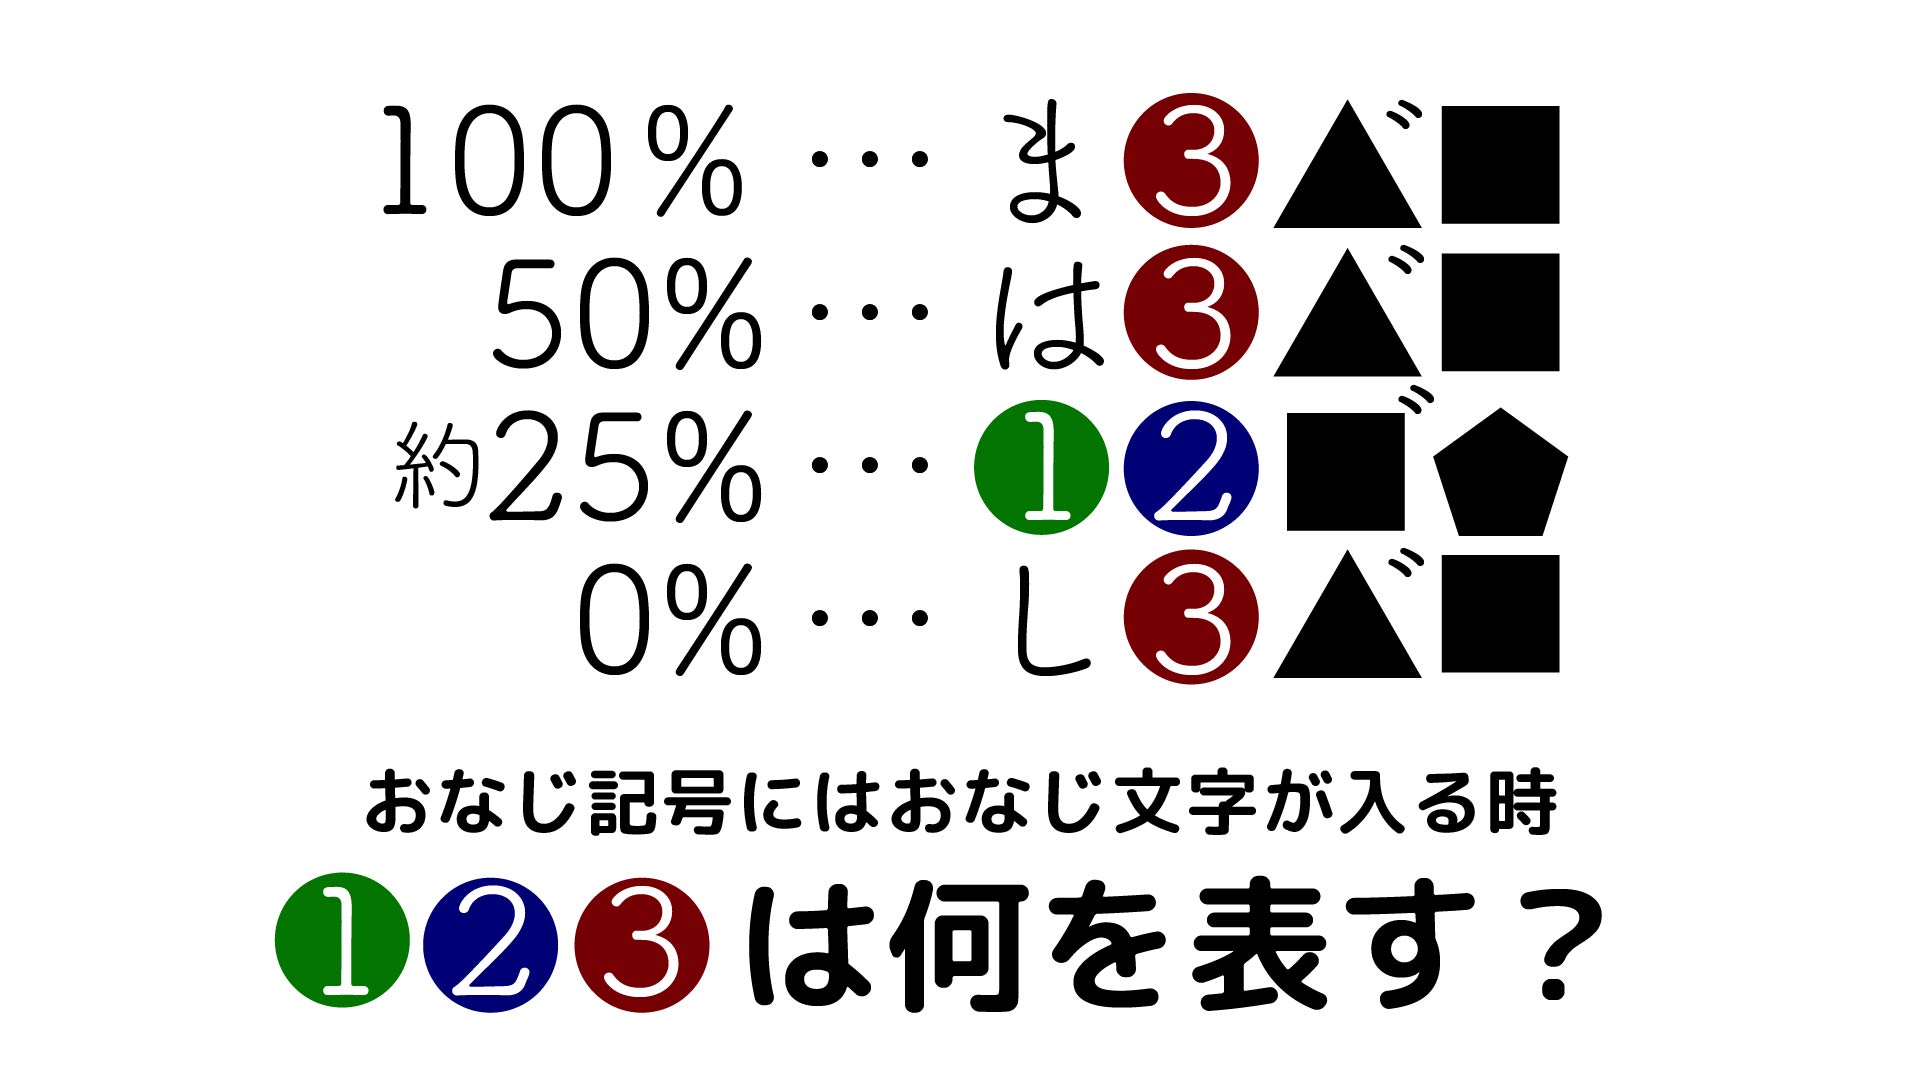 100% ・・・ ま③▲゛■
50% ・・・ は③▲゛■
約25% ・・・ ①②■゛⬟
0% ・・・ し③▲゛■
おなじ記号にはおなじ文字が入る時
①②③は何を表す？